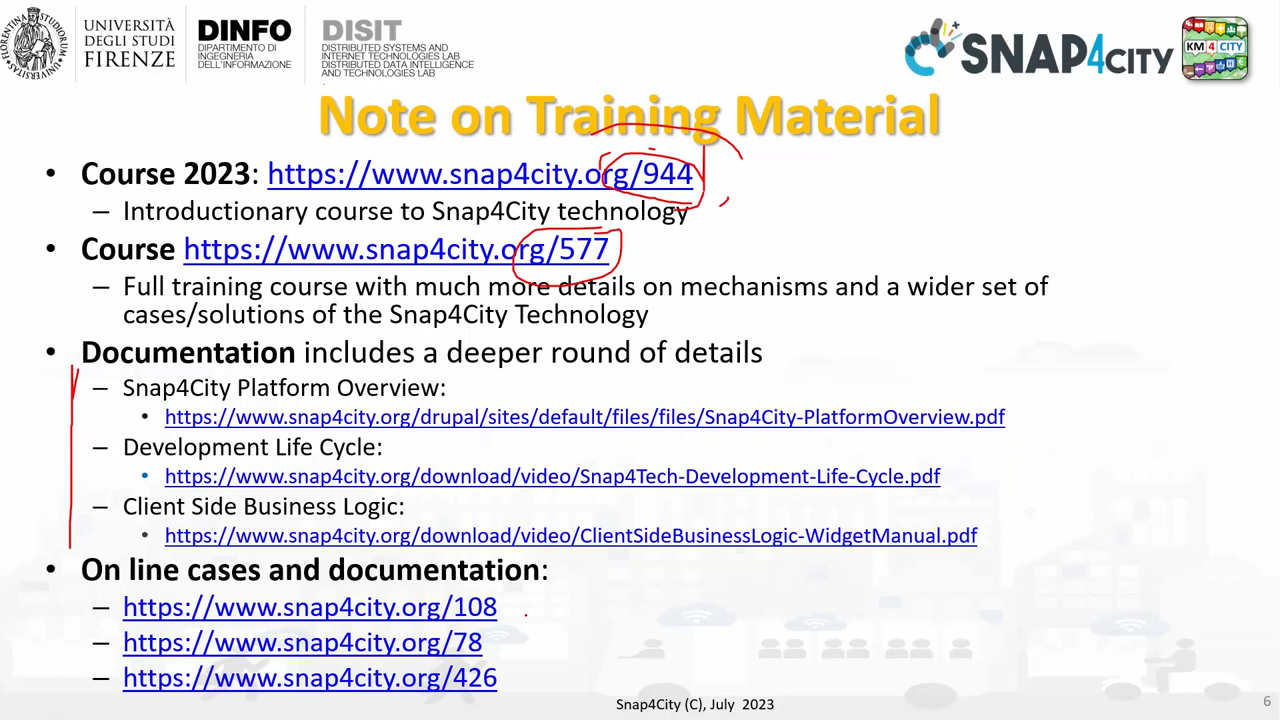 UNIVERSITÀ
DEGLI STUDI
FIRENZE
DINFO
DIPARTIMENTO DI
INGEGNERIA
DELL'INFORMAZIONE
DISIT
DISTRIBUTED SYSTEMS AND
INTERNET TECHNOLOGIES LAB
DISTRIBUTED DATA INTELLIGENCE
AND TECHNOLOGIES LAB
SNAP4CITY
KM 4 CITY
Note on Training Material
• Course 2023: https://www.snap4city.org/944
– Introductionary course to Snap4City technology
• Course https://www.snap4city.org/577
– Full training course with much more details on mechanisms and a wider set of
cases/solutions of the Snap4City Technology
• Documentation includes a deeper round of details
– Snap4City Platform Overview:
• https://www.snap4city.org/drupal/sites/default/files/files/Snap4City-PlatformOverview.pdf
– Development Life Cycle:
• https://www.snap4city.org/download/video/Snap4Tech-Development-Life-Cycle.pdf
– Client Side Business Logic:
• https://www.snap4city.org/download/video/ClientSideBusinessLogic-WidgetManual.pdf
• On line cases and documentation:
– https://www.snap4city.org/108
– https://www.snap4city.org/78
– https://www.snap4city.org/426
Snap4City (C), July 2023
6